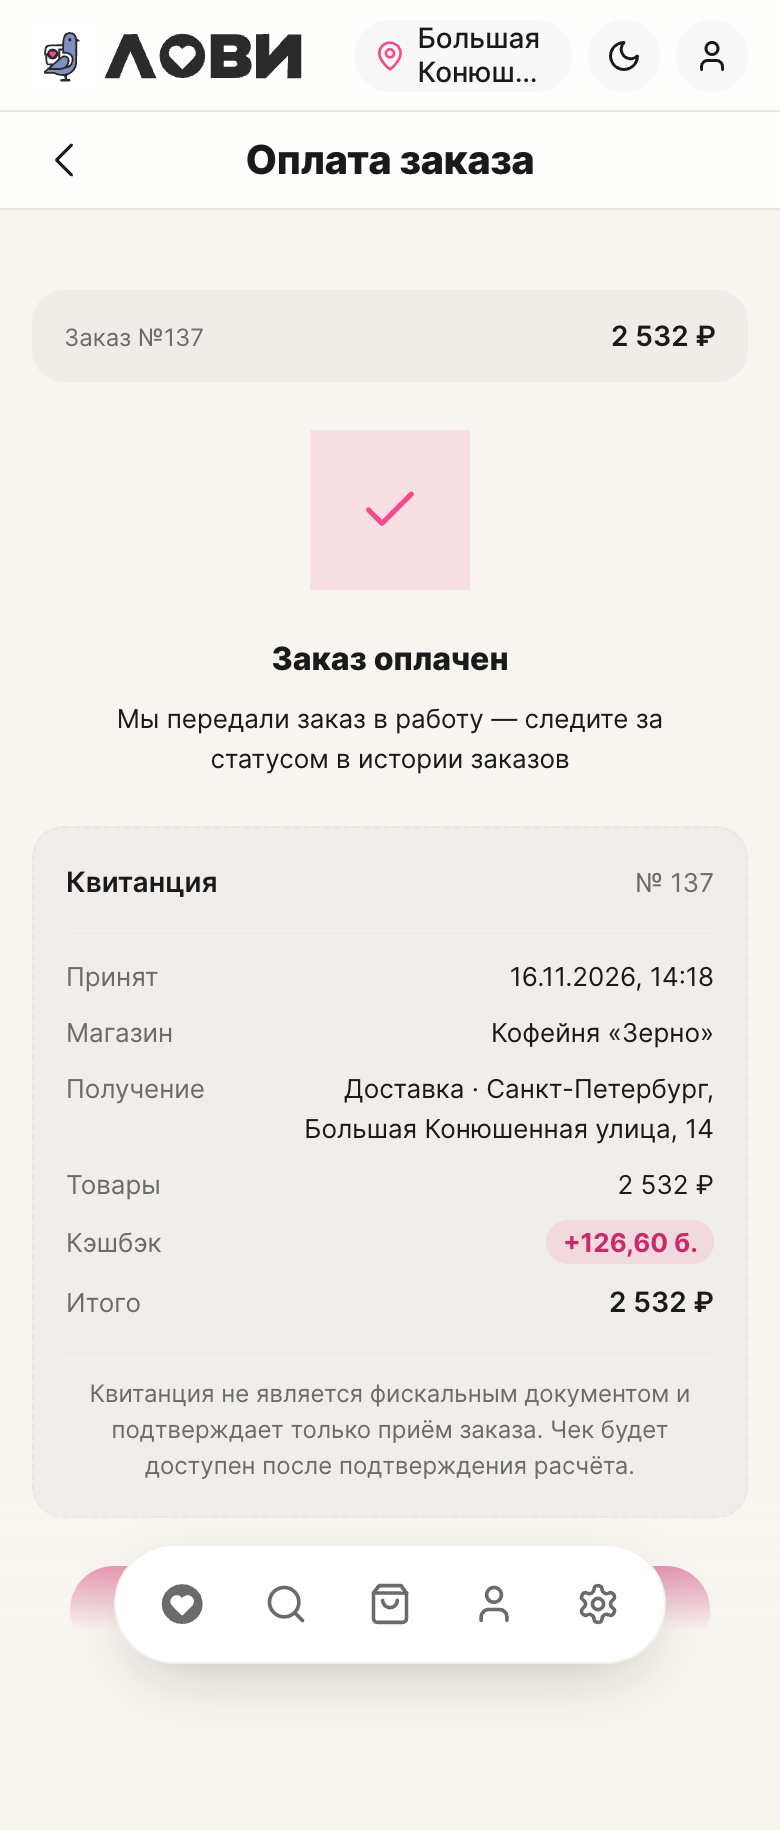 ЛОВИ
Большая
Конюш...
Оплата заказа
Заказ №137
2 532 ₽
Заказ оплачен
Мы передали заказ в работу — следите за
статусом в истории заказов
Квитанция
№ 137
Принят
16.11.2026, 14:18
Магазин
Кофейня «Зерно»
Получение
Доставка · Санкт-Петербург,
Большая Конюшенная улица, 14
Товары
2 532 ₽
Кэшбэк
+126,60 б.
Итого
2 532 ₽
Квитанция не является фискальным документом и
подтверждает только приём заказа. Чек будет
доступен после подтверждения расчёта.